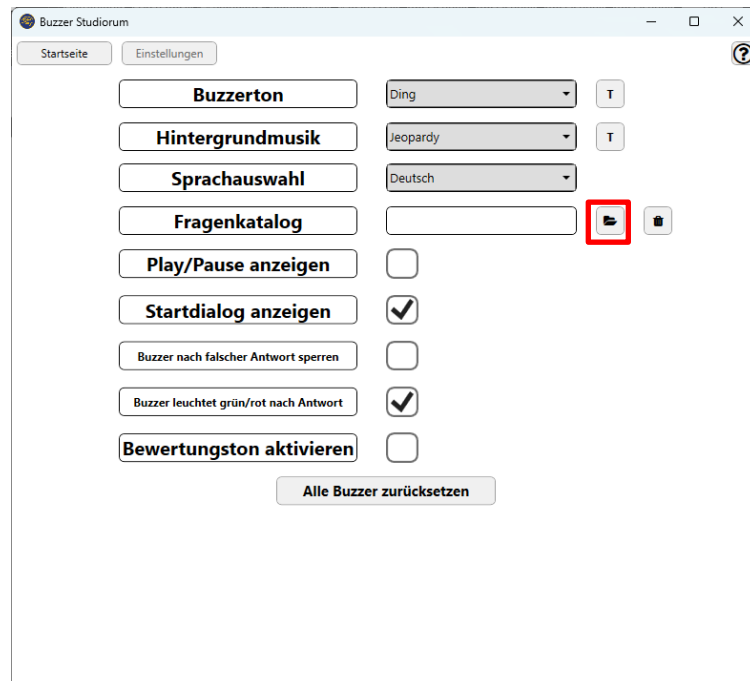 Buzzer Studiorum
Startseite Einstellungen ?
Buzzerton Ding T
Hintergrundmusik Jeopardy T
Sprachauswahl Deutsch
Fragenkatalog
Play/Pause anzeigen
Startdialog anzeigen
Buzzer nach falscher Antwort sperren
Buzzer leuchtet grün/rot nach Antwort
Bewertungston aktivieren
Alle Buzzer zurücksetzen